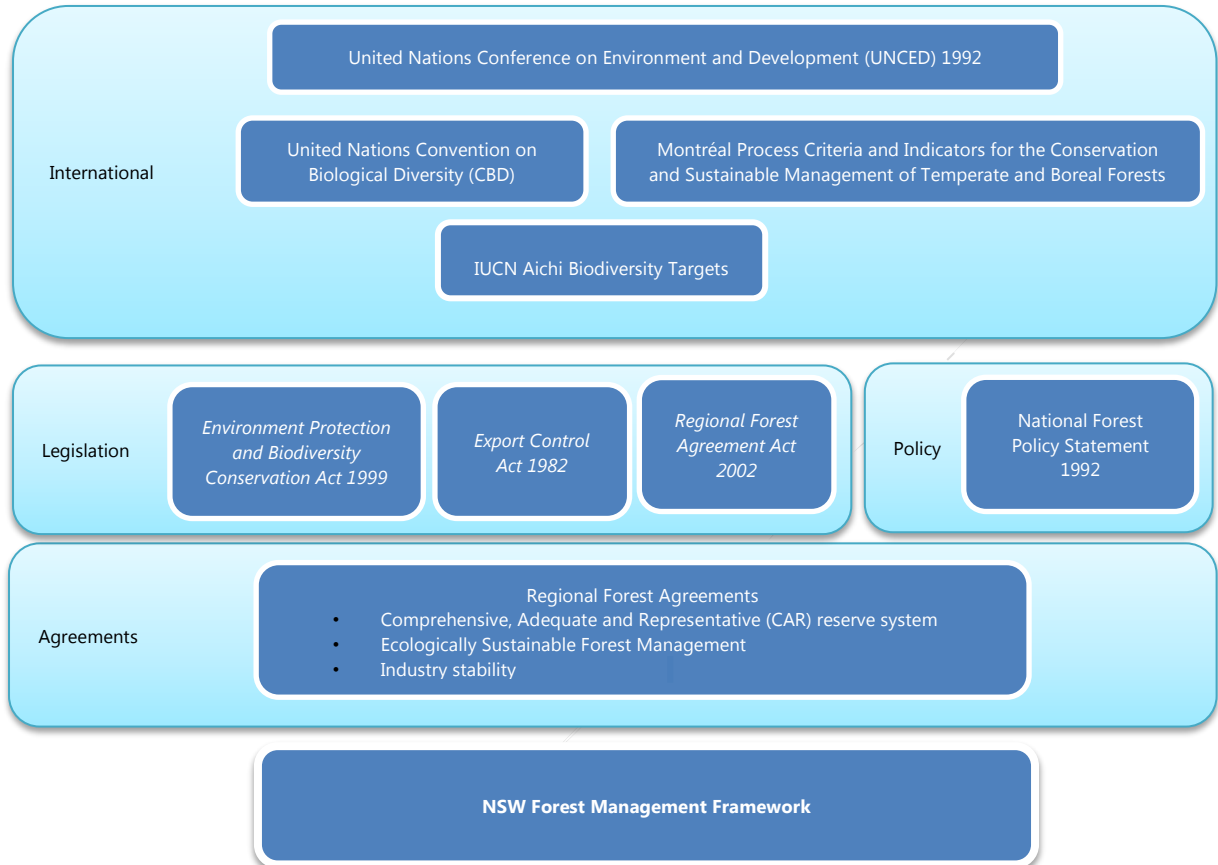 United Nations Conference on Environment and Development (UNCED) 1992
International
United Nations Convention on
Biological Diversity (CBD)
Montréal Process Criteria and Indicators for the Conservation
and Sustainable Management of Temperate and Boreal Forests
IUCN Aichi Biodiversity Targets
Legislation
Environment Protection
and Biodiversity
Conservation Act 1999
Export Control
Act 1982
Regional Forest
Agreement Act
2002
Policy
National Forest
Policy Statement
1992
Agreements
Regional Forest Agreements
• Comprehensive, Adequate and Representative (CAR) reserve system
• Ecologically Sustainable Forest Management
• Industry stability
NSW Forest Management Framework